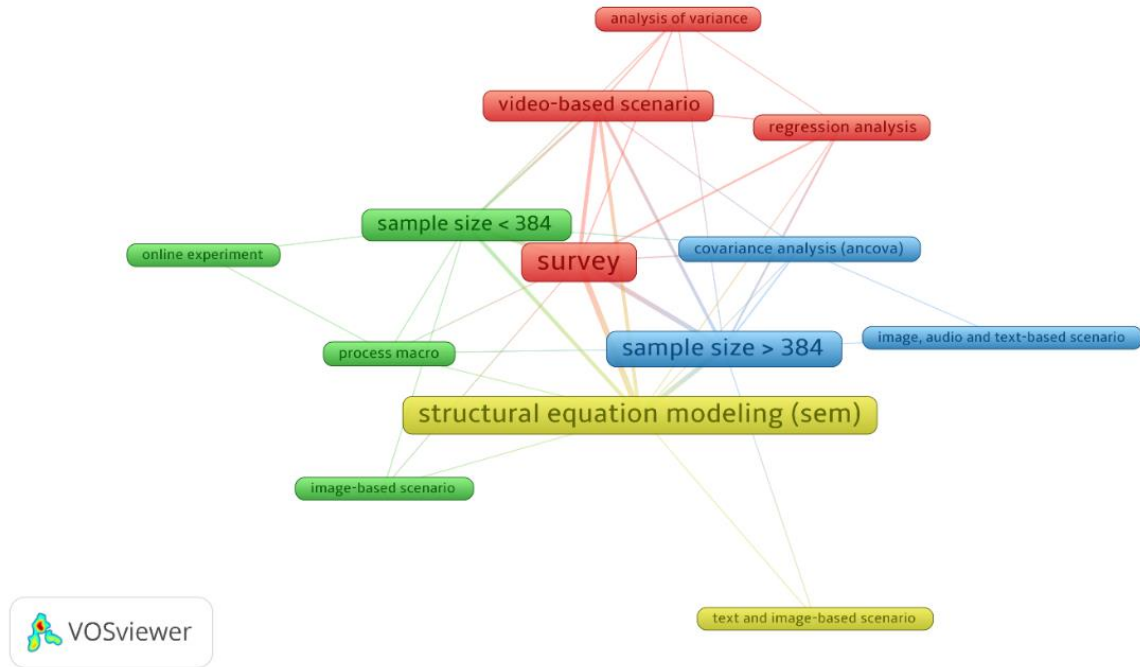 analysis of variance
video-based scenario
regression analysis
sample size < 384
online experiment
survey
covariance analysis (ancova)
process macro
sample size > 384
image, audio and text-based scenario
structural equation modeling (sem)
image-based scenario
text and image-based scenario
VOSviewer